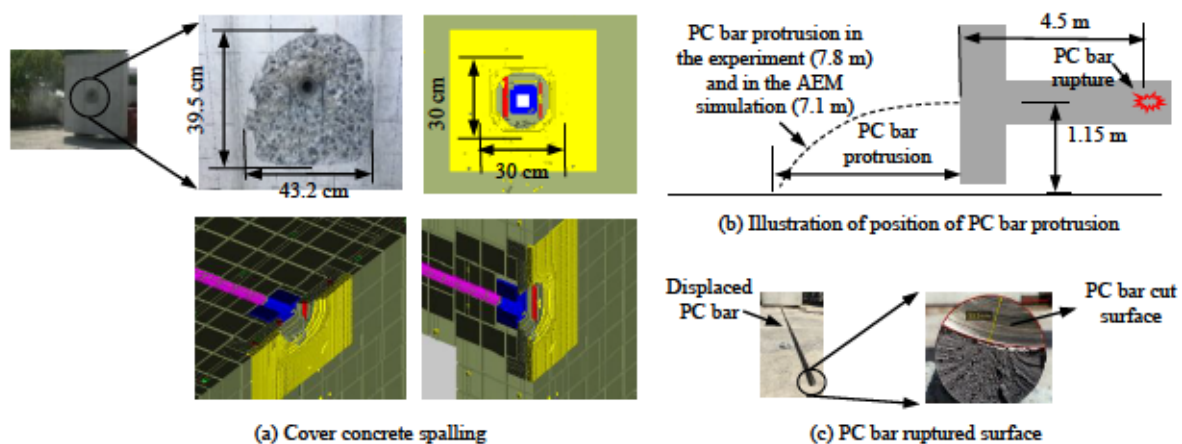 39.5 cm
43.2 cm
30 cm
30 cm
(a) Cover concrete spalling
PC bar protrusion in
the experiment (7.8 m)
and in the AEM
simulation (7.1 m)
4.5 m
PC bar
rupture
PC bar
protrusion
1.15 m
(b) Illustration of position of PC bar protrusion
Displaced
PC bar
PC bar cut
surface
(c) PC bar ruptured surface